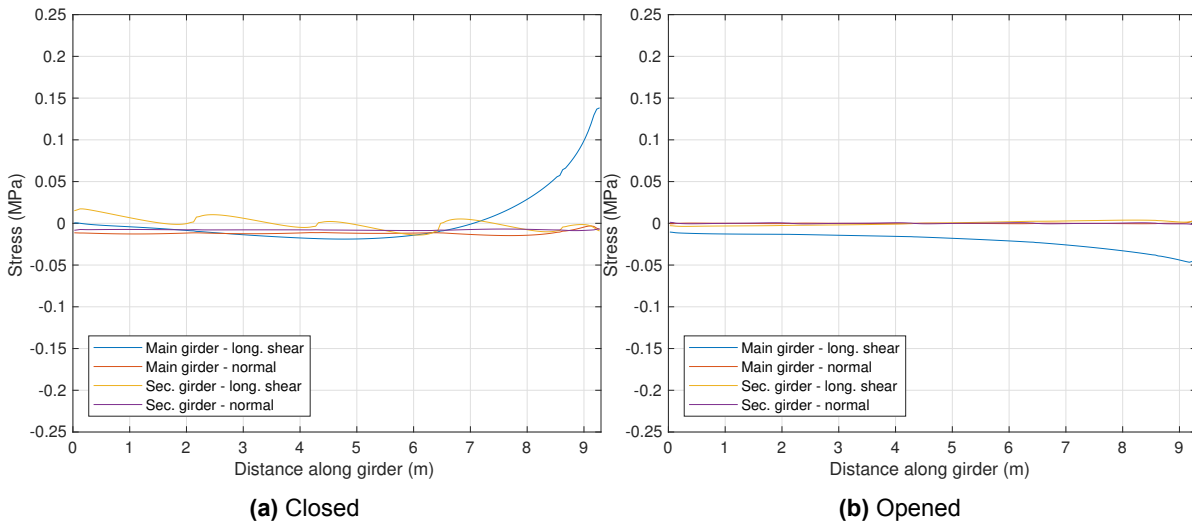 0.25
0.2
0.15
0.1
0.05
0
-0.05
-0.1
-0.15
-0.2
-0.25
Stress (MPa)
Main girder - long. shear
Main girder - normal
Sec. girder - long. shear
Sec. girder - normal
0 1 2 3 4 5 6 7 8 9
Distance along girder (m)
(a) Closed
0.25
0.2
0.15
0.1
0.05
0
-0.05
-0.1
-0.15
-0.2
-0.25
Stress (MPa)
Main girder - long. shear
Main girder - normal
Sec. girder - long. shear
Sec. girder - normal
0 1 2 3 4 5 6 7 8 9
Distance along girder (m)
(b) Opened